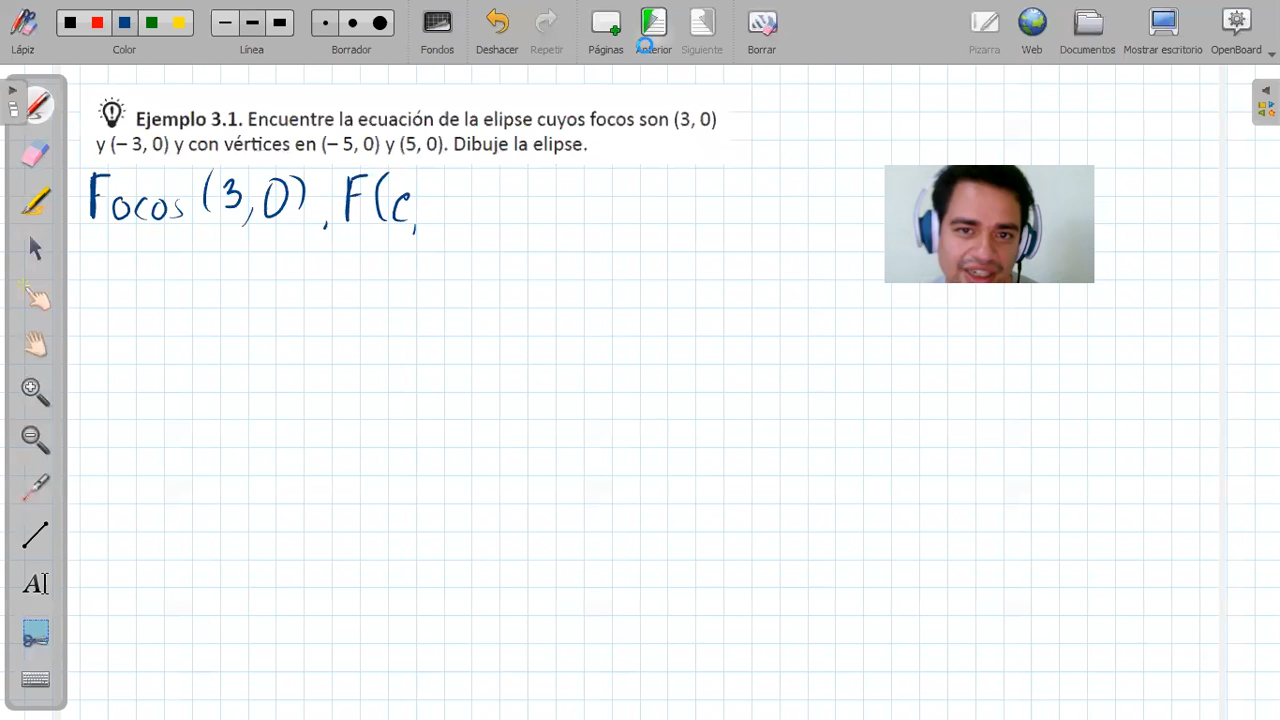 Lápiz Color Línea Borrador Fondos Deshacer Repetir Páginas Anterior Siguiente Borrar Pizarra Web Documentos Mostrar escritorio OpenBoard
Ejemplo 3.1. Encuentre la ecuación de la elipse cuyos focos son (3, 0)
y (– 3, 0) y con vértices en (– 5, 0) y (5, 0). Dibuje la elipse.
Focos (3,0) , F(c,
A